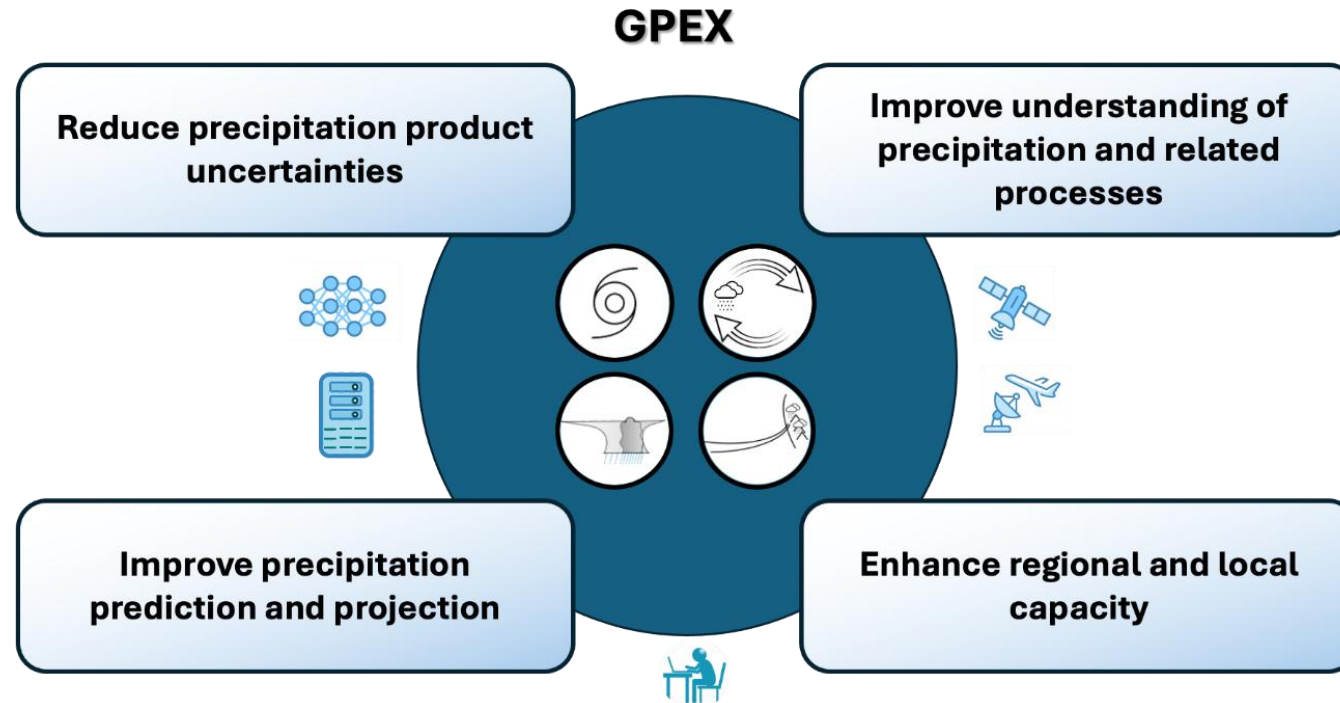 GPEX
Reduce precipitation product
uncertainties
Improve understanding of
precipitation and related
processes
Improve precipitation
prediction and projection
Enhance regional and local
capacity